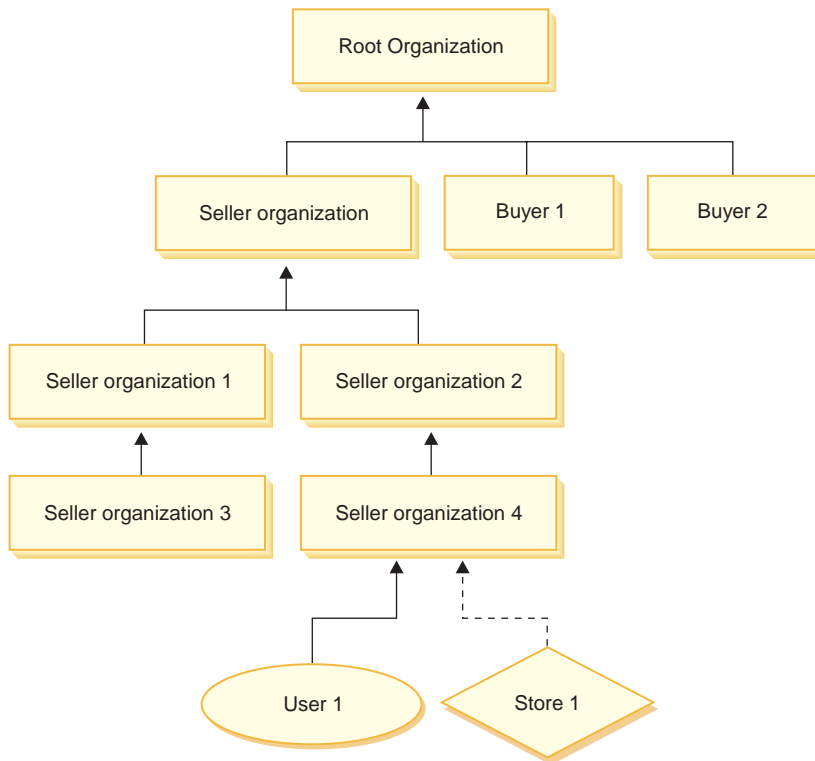 Root Organization
Seller organization
Buyer 1
Buyer 2
Seller organization 1
Seller organization 2
Seller organization 3
Seller organization 4
User 1
Store 1